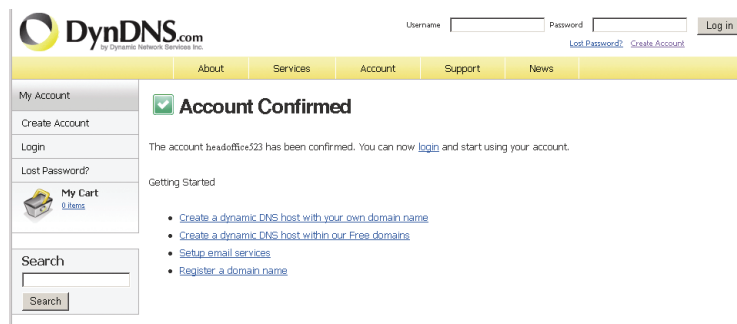 DynDNS.com
by Dynamic Network Services Inc.
Username
Password
Log in
Lost Password?
Create Account
About
Services
Account
Support
News
My Account
Create Account
Login
Lost Password?
My Cart
0 items
Search
Search
Account Confirmed
The account headoffice523 has been confirmed. You can now login and start using your account.
Getting Started
• Create a dynamic DNS host with your own domain name
• Create a dynamic DNS host within our Free domains
• Setup email services
• Register a domain name